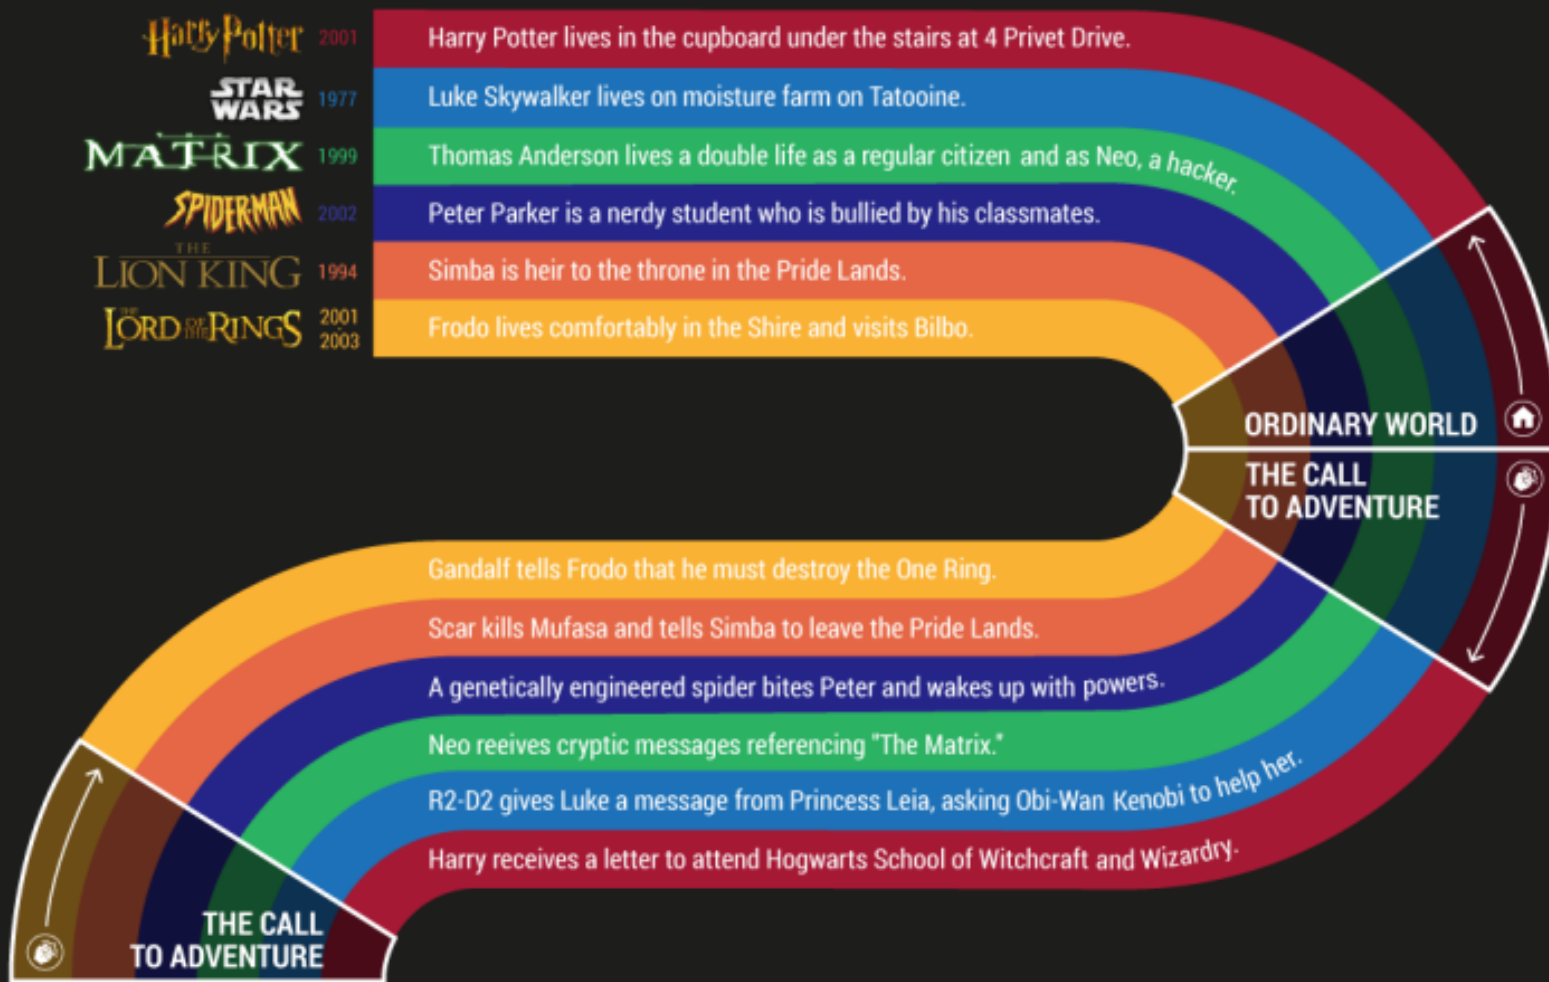 Harry Potter 2001 Harry Potter lives in the cupboard under the stairs at 4 Privet Drive.
STAR WARS 1977 Luke Skywalker lives on moisture farm on Tatooine.
MATRIX 1999 Thomas Anderson lives a double life as a regular citizen and as Neo, a hacker.
SPIDER-MAN 2002 Peter Parker is a nerdy student who is bullied by his classmates.
THE LION KING 1994 Simba is heir to the throne in the Pride Lands.
THE LORD OF THE RINGS 2001 - 2003 Frodo lives comfortably in the Shire and visits Bilbo.
ORDINARY WORLD
THE CALL
TO ADVENTURE
Gandalf tells Frodo that he must destroy the One Ring.
Scar kills Mufasa and tells Simba to leave the Pride Lands.
A genetically engineered spider bites Peter and wakes up with powers.
Neo reeives cryptic messages referencing "The Matrix."
R2-D2 gives Luke a message from Princess Leia, asking Obi-Wan Kenobi to help her.
Harry receives a letter to attend Hogwarts School of Witchcraft and Wizardry.
THE CALL
TO ADVENTURE